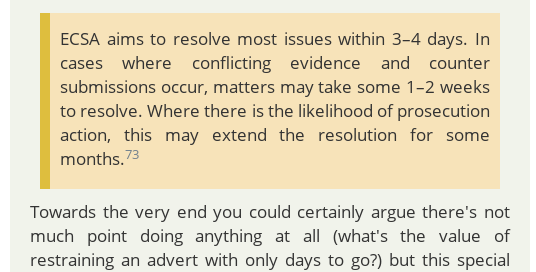 ECSA aims to resolve most issues within 3–4 days. In
cases where conflicting evidence and counter
submissions occur, matters may take some 1–2 weeks
to resolve. Where there is the likelihood of prosecution
action, this may extend the resolution for some
months.73
Towards the very end you could certainly argue there's not
much point doing anything at all (what's the value of
restraining an advert with only days to go?) but this special